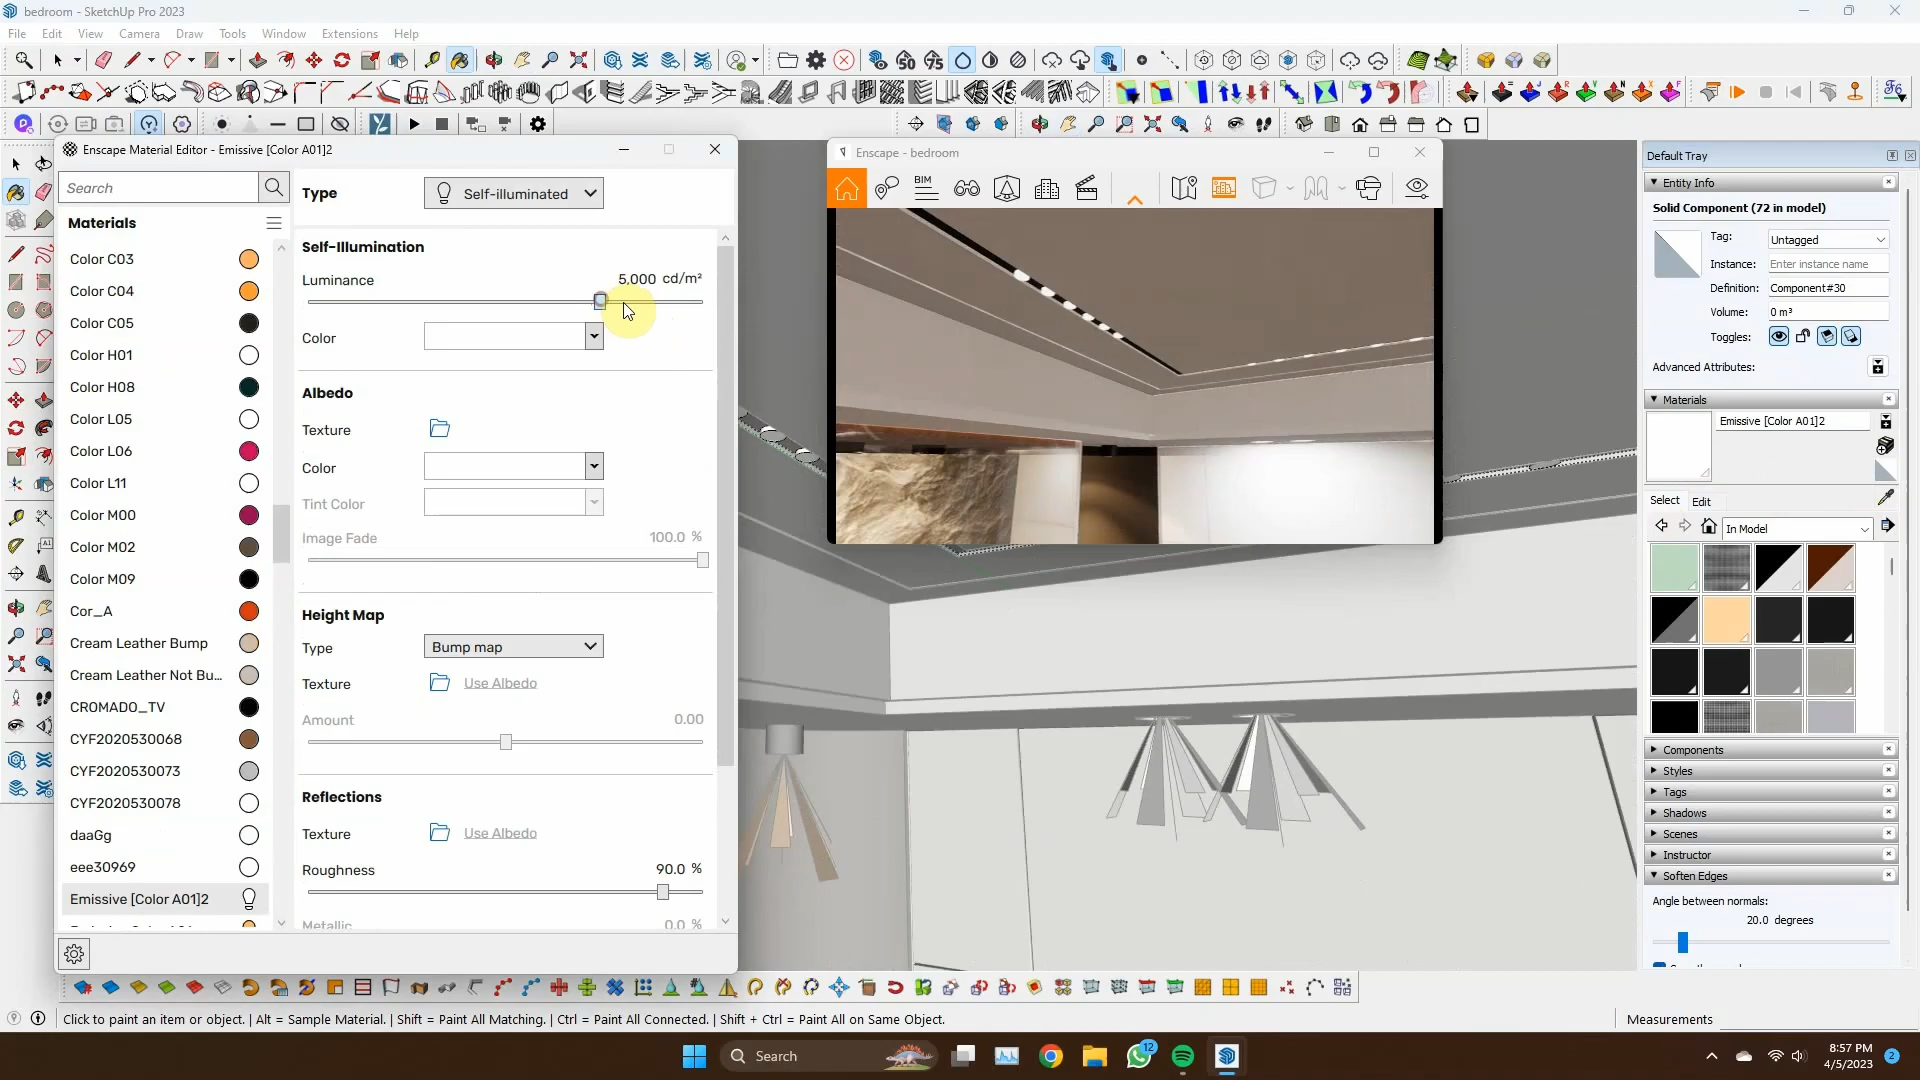 bedroom - SketchUp Pro 2023
File Edit View Camera Draw Tools Window Extensions Help
Enscape Material Editor - Emissive [Color A01]2
Search
Materials
Color C03
Color C04
Color C05
Color H01
Color H08
Color L05
Color L06
Color L11
Color M00
Color M02
Color M09
Cor_A
Cream Leather Bump
Cream Leather Not Bu...
CROMADO_TV
CYF2020530068
CYF2020530073
CYF2020530078
daaGg
eee30969
Emissive [Color A01]2
Type Self-illuminated
Self-Illumination
Luminance 5,000 cd/m²
Color
Albedo
Texture
Color
Tint Color
Image Fade 100.0 %
Height Map
Type Bump map
Texture Use Albedo
Amount 0.00
Reflections
Texture Use Albedo
Roughness 90.0 %
Metallic 0.0 %
Enscape - bedroom
BIM
Default Tray
Entity Info
Solid Component (72 in model)
Tag: Untagged
Instance: Enter instance name
Definition: Component#30
Volume: 0 m³
Toggles:
Advanced Attributes:
Materials
Emissive [Color A01]2
Select Edit
In Model
Components
Styles
Tags
Shadows
Scenes
Instructor
Soften Edges
Angle between normals:
20.0 degrees
Click to paint an item or object. | Alt = Sample Material. | Shift = Paint All Matching. | Ctrl = Paint All Connected. | Shift + Ctrl = Paint All on Same Object.
Measurements
Search
12
8:57 PM
4/5/2023
2